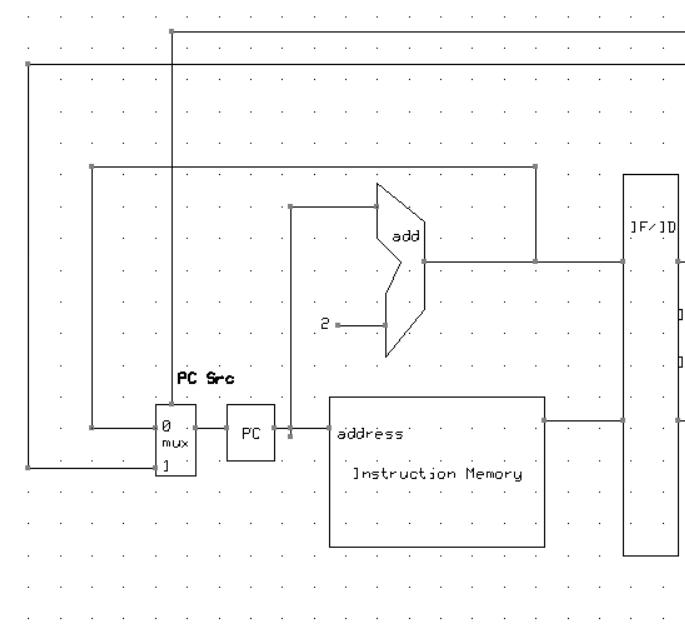 IF/ID
add
2
PC Src
0
mux
1
PC
address
Instruction Memory